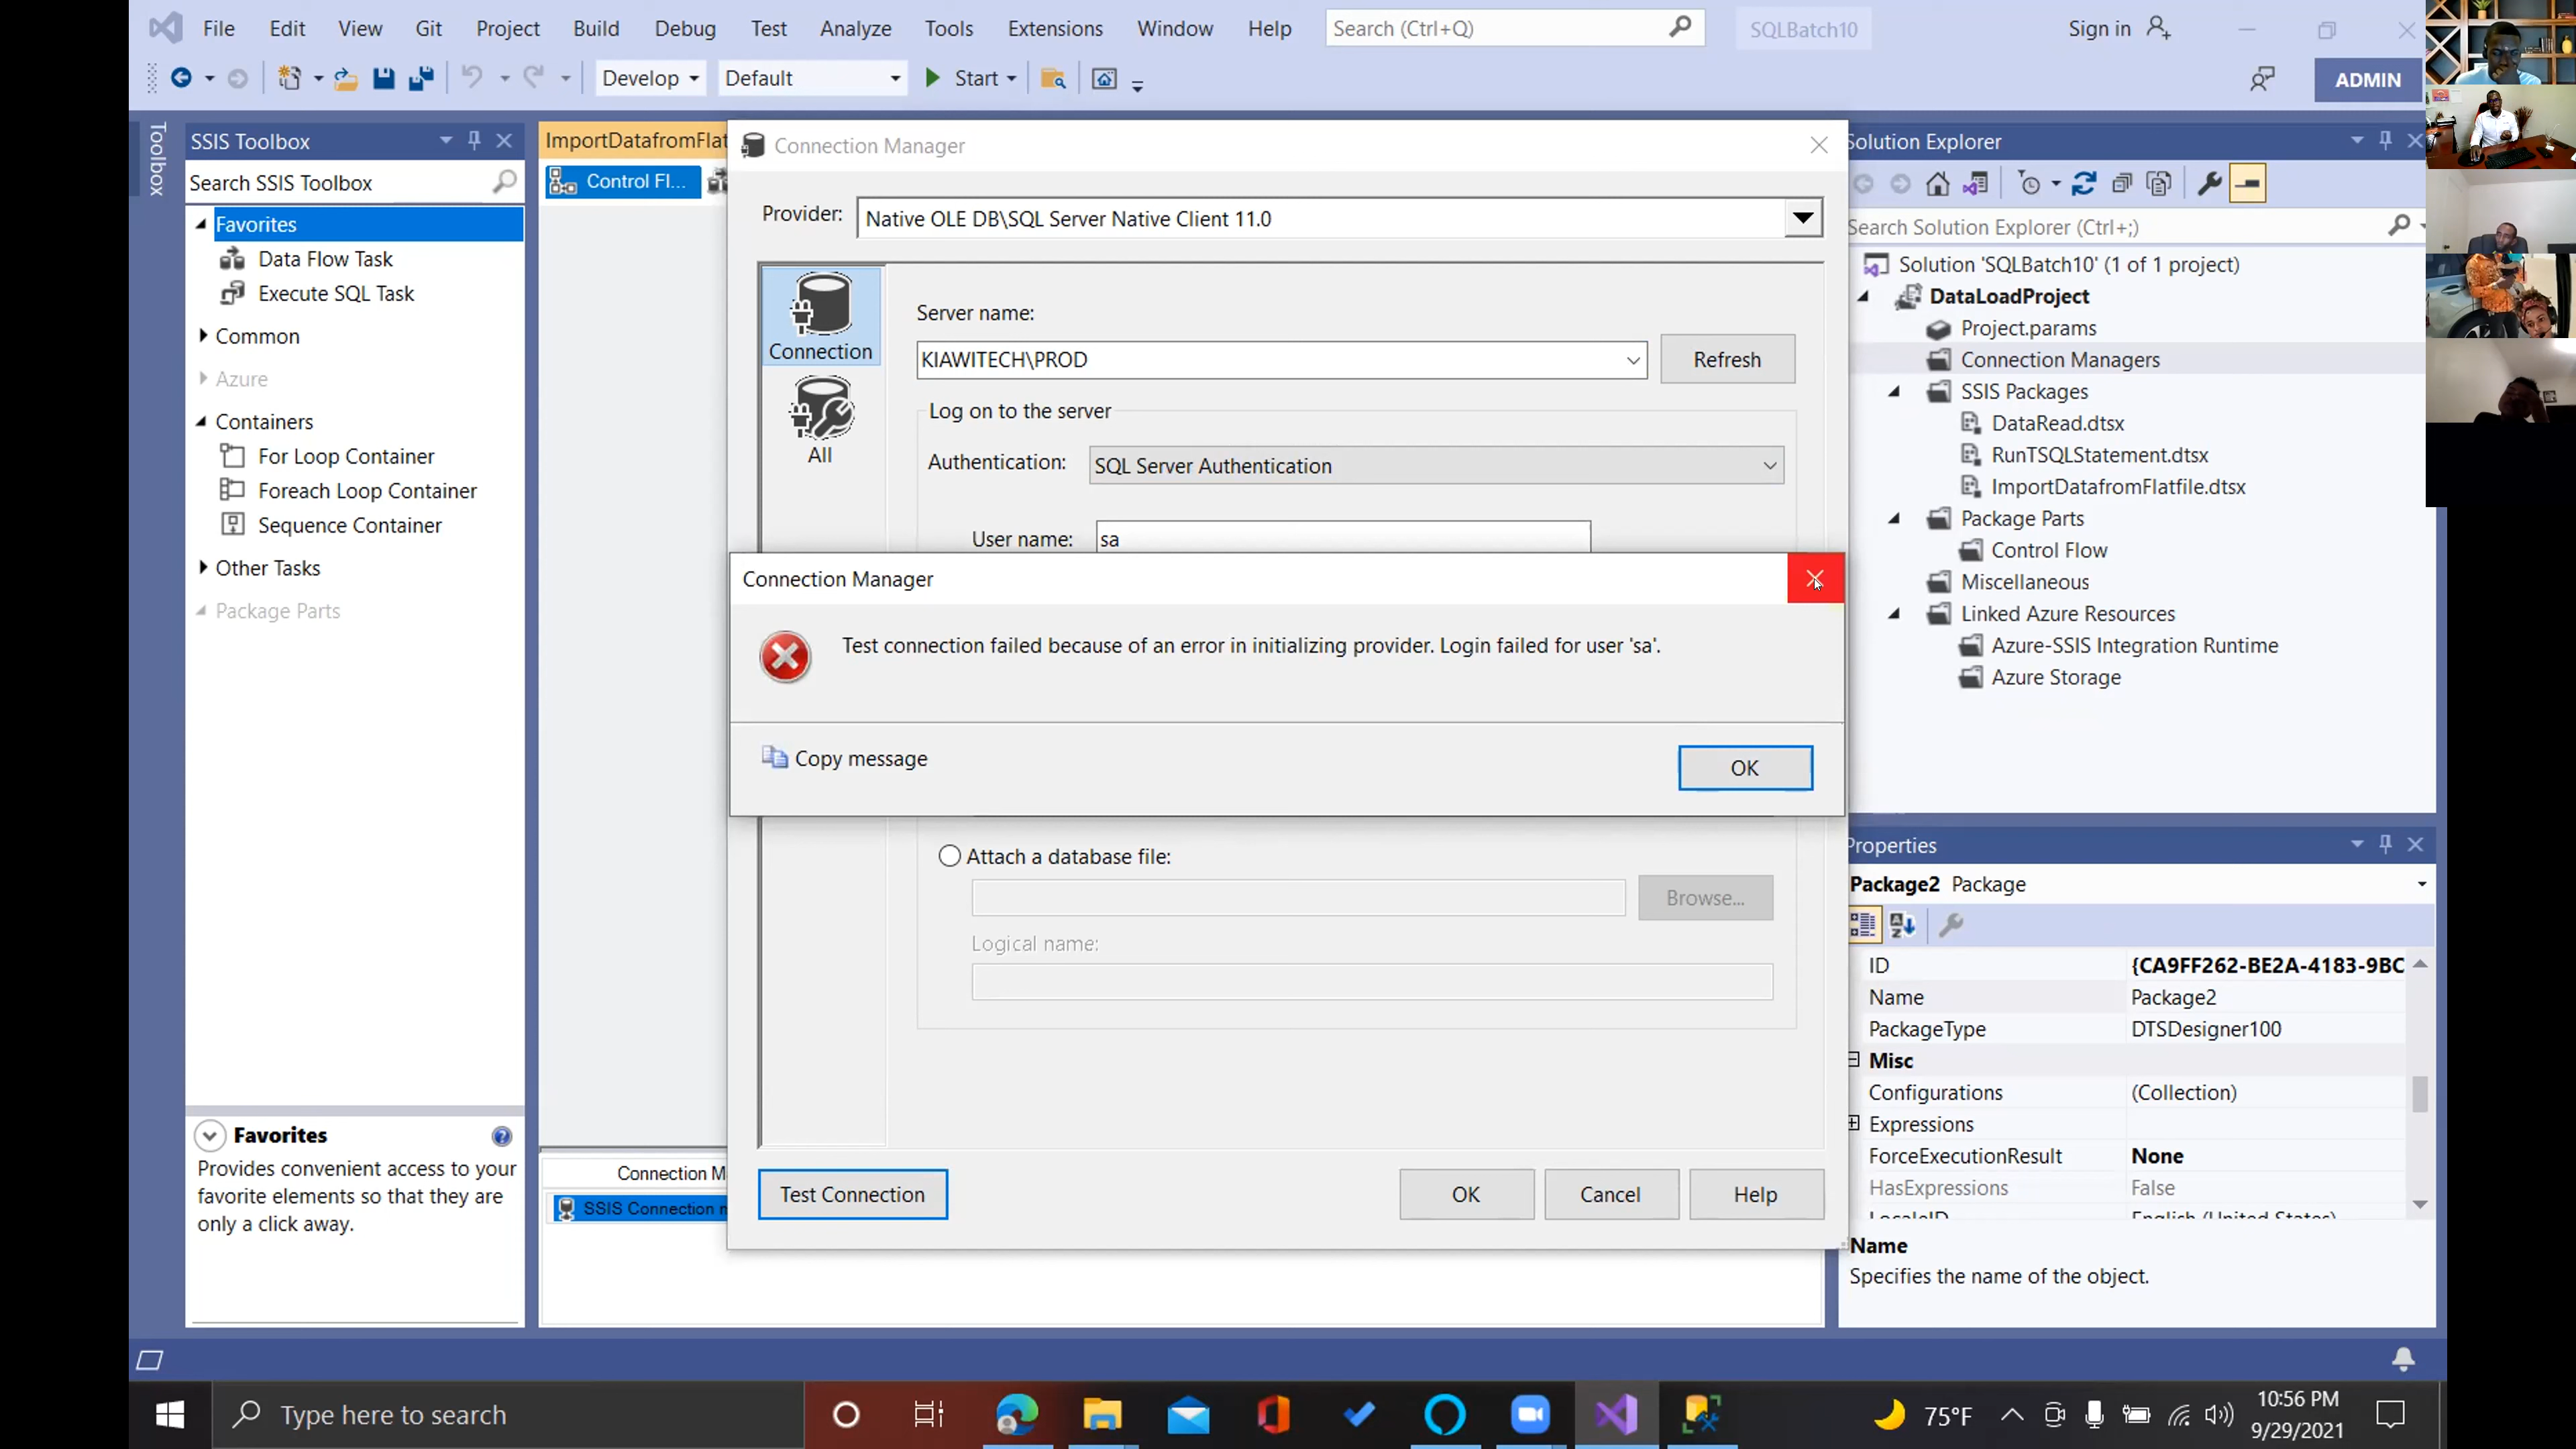 File Edit View Git Project Build Debug Test Analyze Tools Extensions Window Help Search (Ctrl+Q) SQLBatch10 Sign in
Develop Default Start ADMIN
Toolbox
SSIS Toolbox
Search SSIS Toolbox
Favorites
Data Flow Task
Execute SQL Task
Common
Azure
Containers
For Loop Container
Foreach Loop Container
Sequence Container
Other Tasks
Package Parts
Favorites
Provides convenient access to your
favorite elements so that they are
only a click away.
ImportDatafromFlat
Control Fl...
Connection M
SSIS Connection
Connection Manager
Provider: Native OLE DB\SQL Server Native Client 11.0
Connection
All
Server name:
KIAWITECH\PROD Refresh
Log on to the server
Authentication: SQL Server Authentication
User name: sa
Connection Manager
Test connection failed because of an error in initializing provider. Login failed for user 'sa'.
Copy message OK
Attach a database file:
Browse...
Logical name:
Test Connection OK Cancel Help
Solution Explorer
Search Solution Explorer (Ctrl+;)
Solution 'SQLBatch10' (1 of 1 project)
DataLoadProject
Project.params
Connection Managers
SSIS Packages
DataRead.dtsx
RunTSQLStatement.dtsx
ImportDatafromFlatfile.dtsx
Package Parts
Control Flow
Miscellaneous
Linked Azure Resources
Azure-SSIS Integration Runtime
Azure Storage
Properties
Package2 Package
ID {CA9FF262-BE2A-4183-9BC
Name Package2
PackageType DTSDesigner100
Misc
Configurations (Collection)
Expressions
ForceExecutionResult None
HasExpressions False
LocaleID English (United States)
Name
Specifies the name of the object.
Type here to search
75°F
10:56 PM
9/29/2021